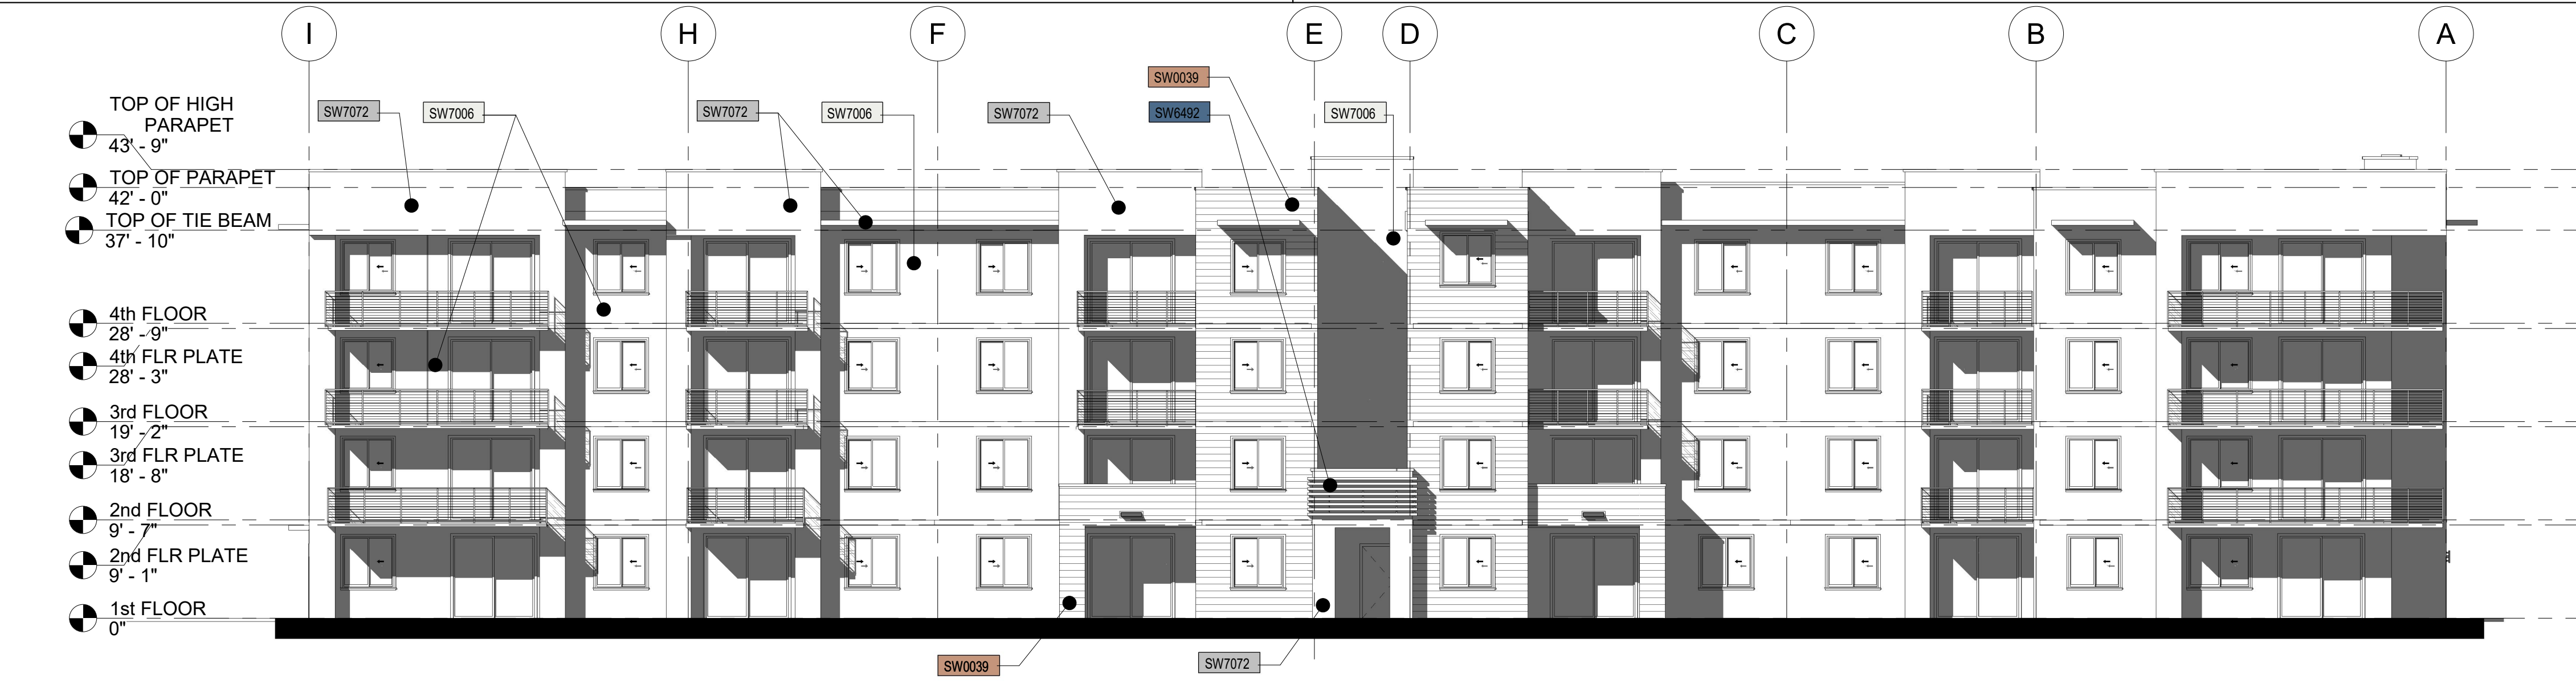 I
H
F
E
D
C
B
A
SW0039
SW7072
SW7006
SW7072
SW7006
SW7072
SW6492
SW7006
TOP OF HIGH
PARAPET
43' - 9"
TOP OF PARAPET
42' - 0"
TOP OF TIE BEAM
37' - 10"
4th FLOOR
28' - 9"
4th FLR PLATE
28' - 3"
3rd FLOOR
19' - 2"
3rd FLR PLATE
18' - 8"
2nd FLOOR
9' - 7"
2nd FLR PLATE
9' - 1"
1st FLOOR
0"
SW0039
SW7072